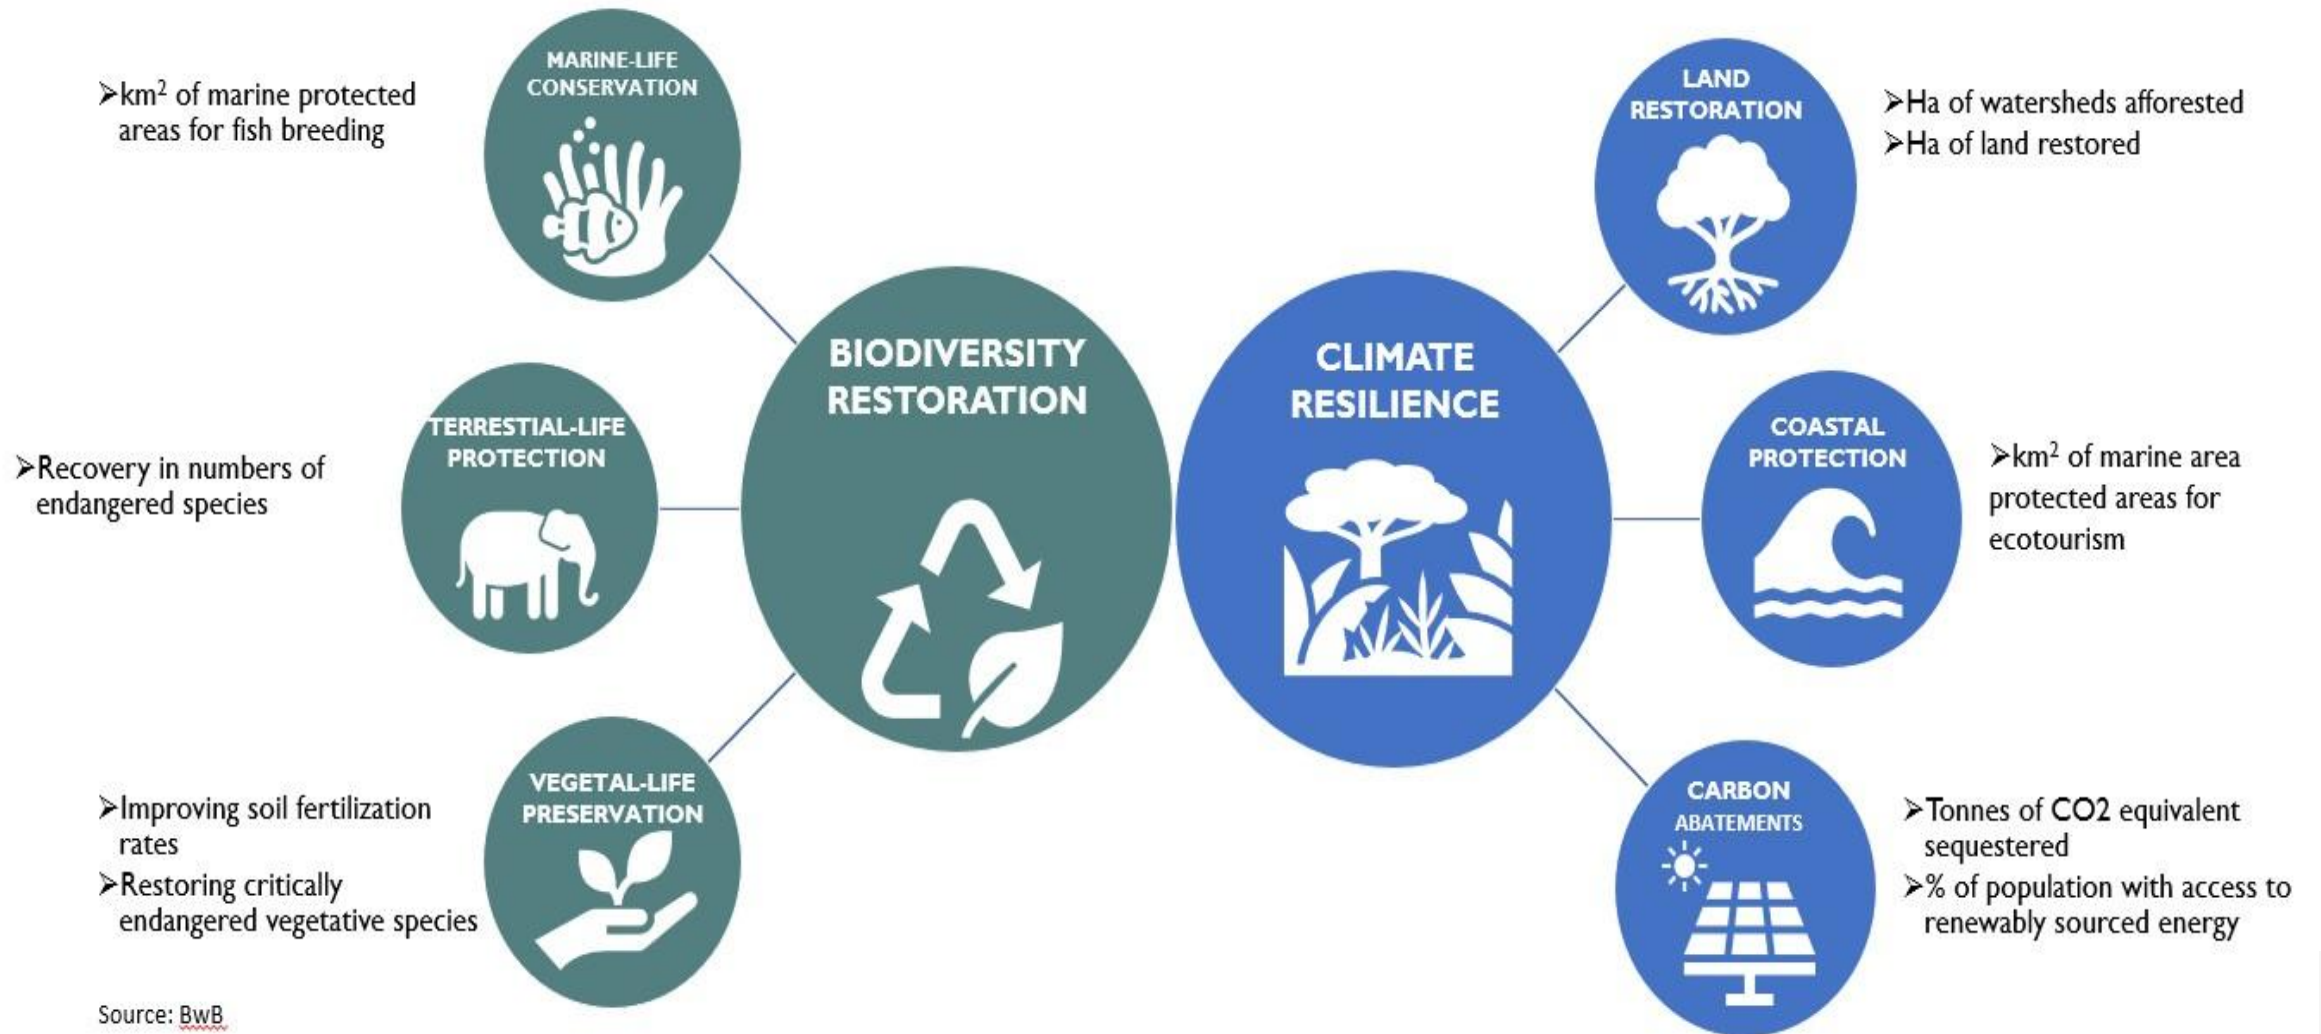 MARINE-LIFE
CONSERVATION
➤km² of marine protected
areas for fish breeding
TERRESTIAL-LIFE
PROTECTION
➤Recovery in numbers of
endangered species
VEGETAL-LIFE
PRESERVATION
➤Improving soil fertilization
rates
➤Restoring critically
endangered vegetative species
BIODIVERSITY
RESTORATION
CLIMATE
RESILIENCE
LAND
RESTORATION
➤Ha of watersheds afforested
➤Ha of land restored
COASTAL
PROTECTION
➤km² of marine area
protected areas for
ecotourism
CARBON
ABATEMENTS
➤Tonnes of CO2 equivalent
sequestered
➤% of population with access to
renewably sourced energy
Source: BwB